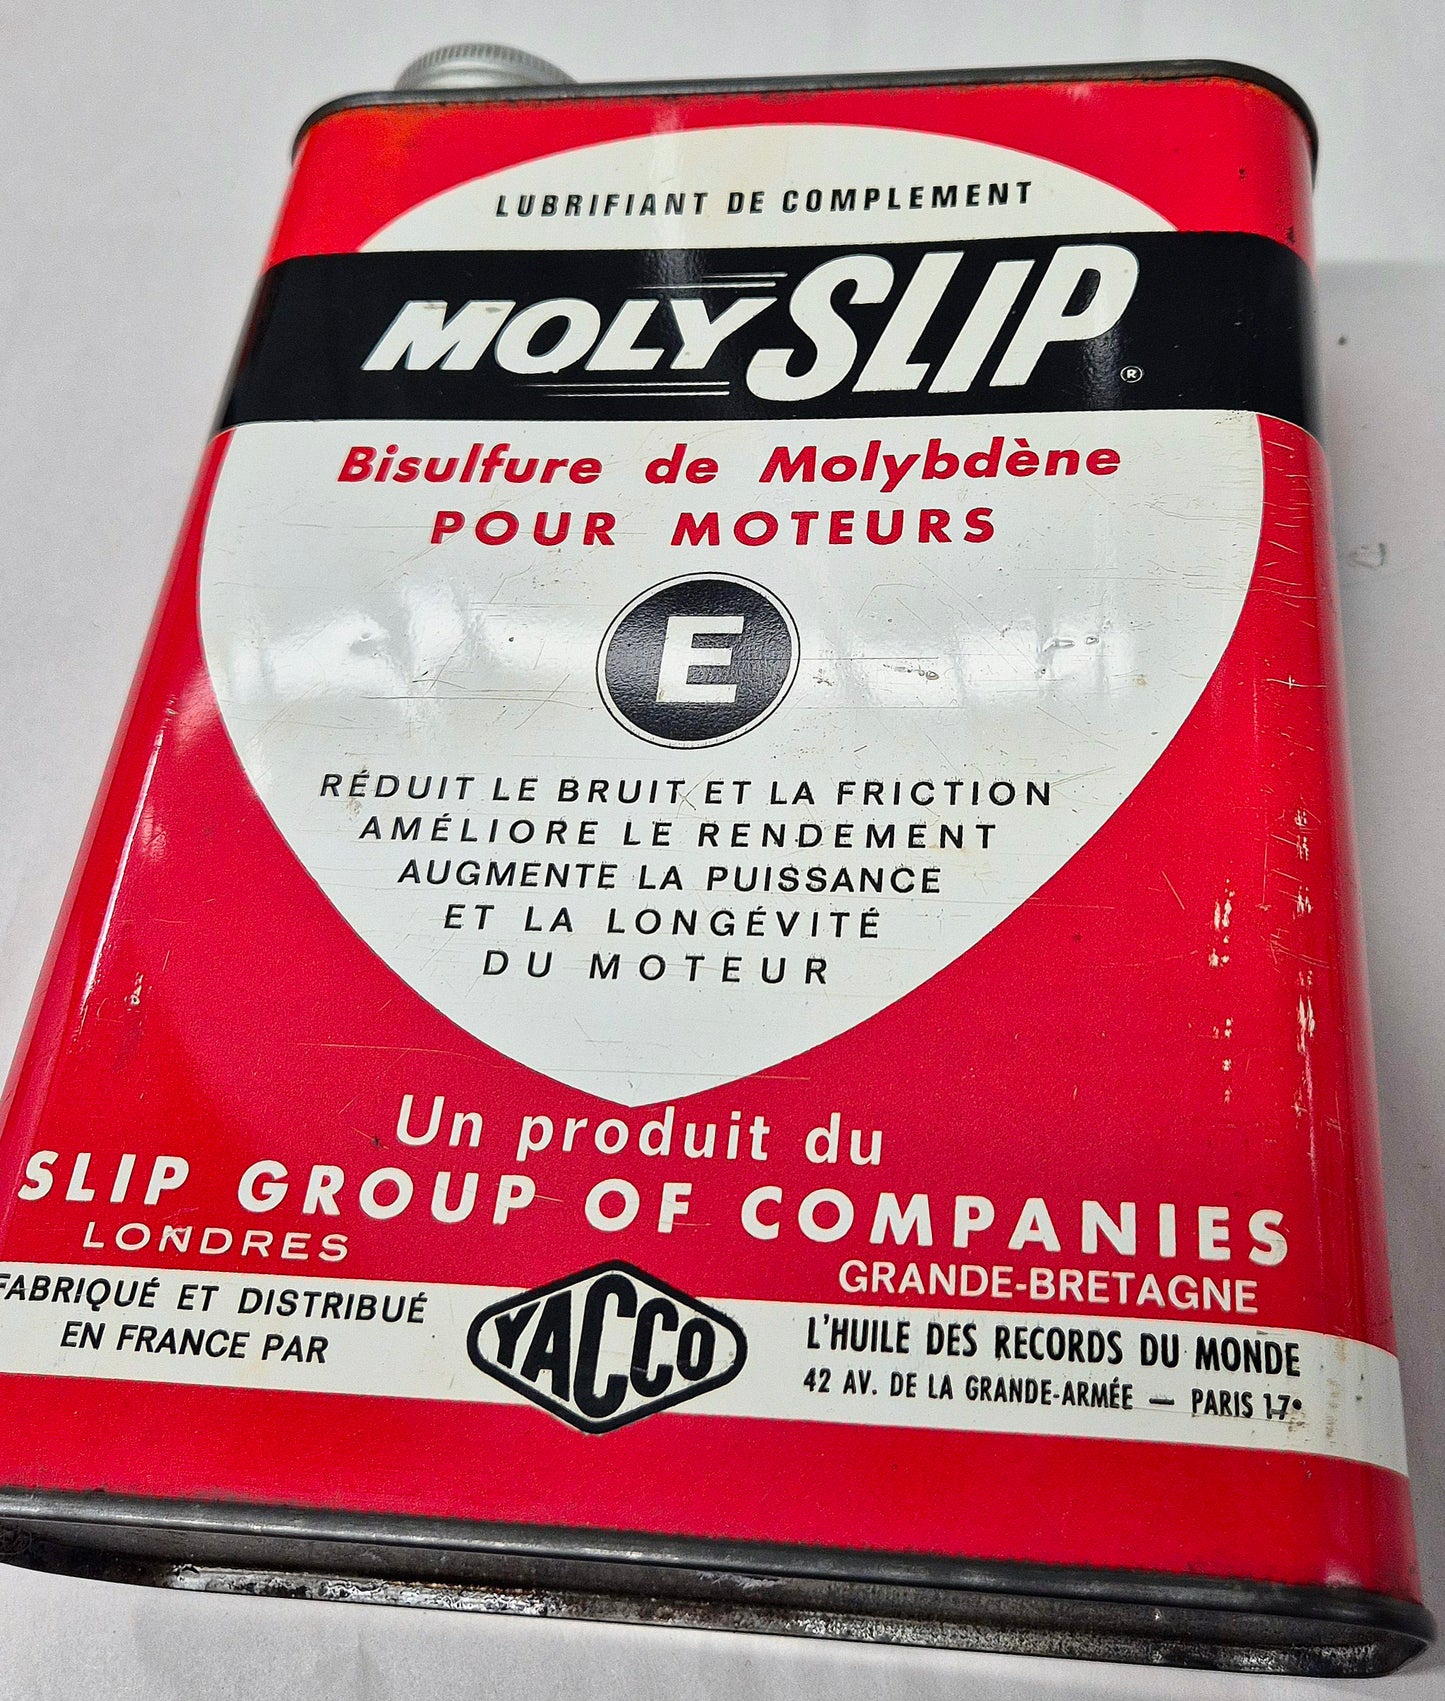 LUBRIFIANT DE COMPLEMENT
MOLYSLIP ®
Bisulfure de Molybdène
POUR MOTEURS
E
RÉDUIT LE BRUIT ET LA FRICTION
AMÉLIORE LE RENDEMENT
AUGMENTE LA PUISSANCE
ET LA LONGÉVITÉ
DU MOTEUR
Un produit du
SLIP GROUP OF COMPANIES
LONDRES
GRANDE-BRETAGNE
FABRIQUÉ ET DISTRIBUÉ
EN FRANCE PAR
YACCO
L'HUILE DES RECORDS DU MONDE
42 AV. DE LA GRANDE-ARMÉE — PARIS 17e